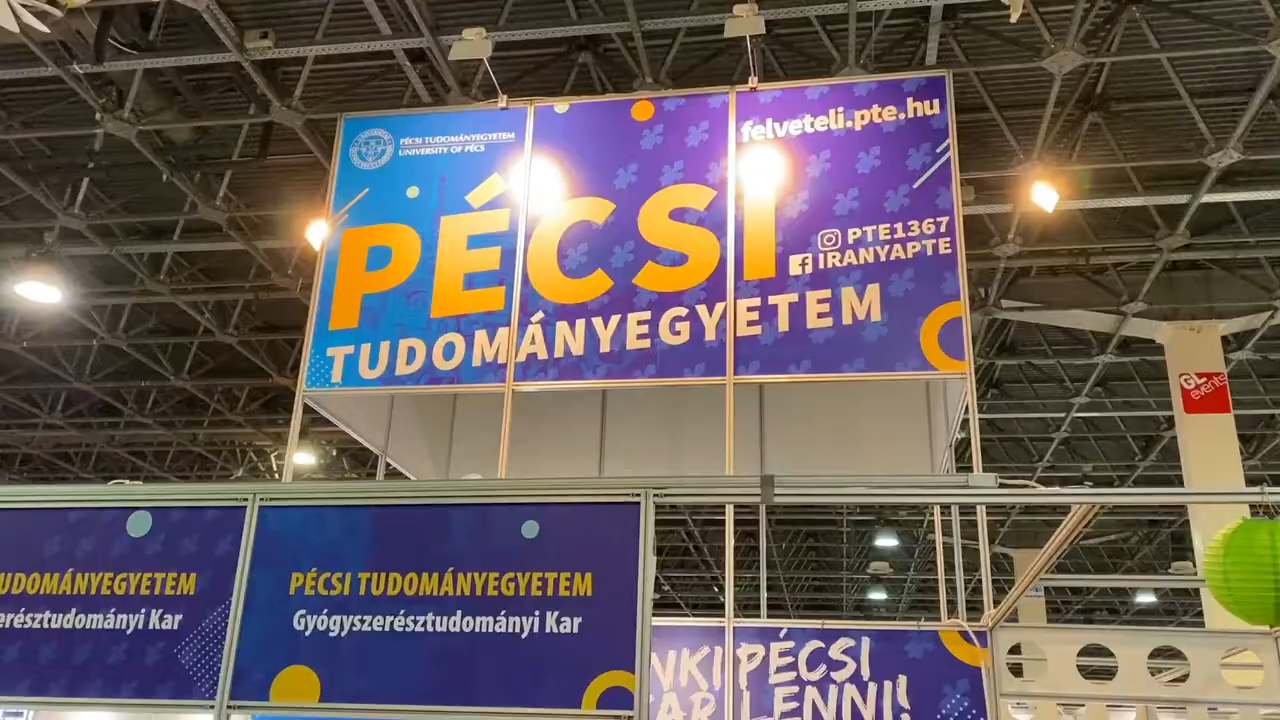 PÉCSI TUDOMÁNYEGYETEM
UNIVERSITY OF PÉCS
felveteli.pte.hu
PÉCSI
TUDOMÁNYEGYETEM
PTE1367
IRANYAPTE
GL events
PÉCSI TUDOMÁNYEGYETEM
Gyógyszerésztudományi Kar
PÉCSI
LENNI!